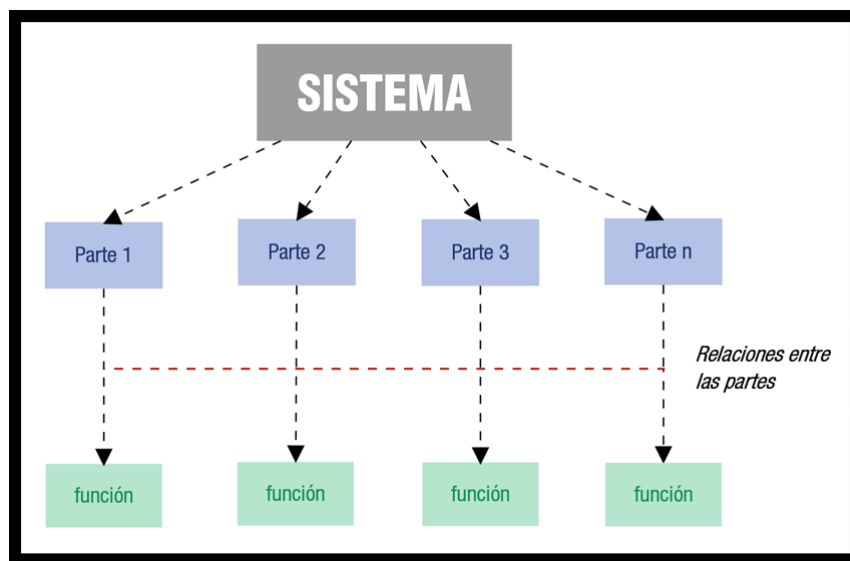 SISTEMA
Parte 1
Parte 2
Parte 3
Parte n
Relaciones entre
las partes
función
función
función
función